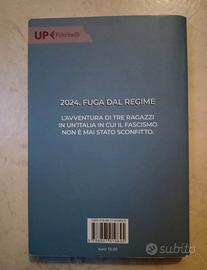 UP Feltrinelli
2024. FUGA DAL REGIME
L'AVVENTURA DI TRE RAGAZZI
IN UN'ITALIA IN CUI IL FASCISMO
NON È MAI STATO SCONFITTO.
subito